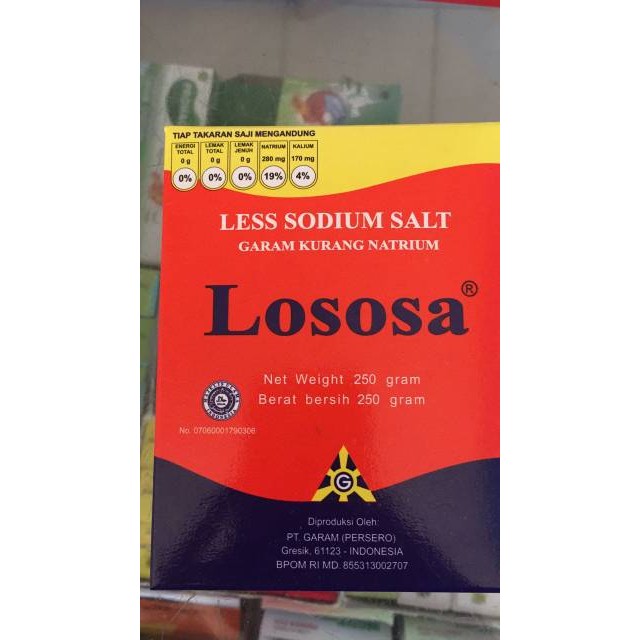 TIAP TAKARAN SAJI MENGANDUNG
ENERGI TOTAL
0 g
0%
LEMAK TOTAL
0 g
0%
LEMAK JENUH
0 g
0%
NATRIUM
280 mg
19%
KALIUM
170 mg
4%
LESS SODIUM SALT
GARAM KURANG NATRIUM
Lososa®
Net Weight 250 gram
Berat bersih 250 gram
No. 07060001790306
G
Diproduksi Oleh:
PT. GARAM (PERSERO)
Gresik, 61123 - INDONESIA
BPOM RI MD. 855313002707